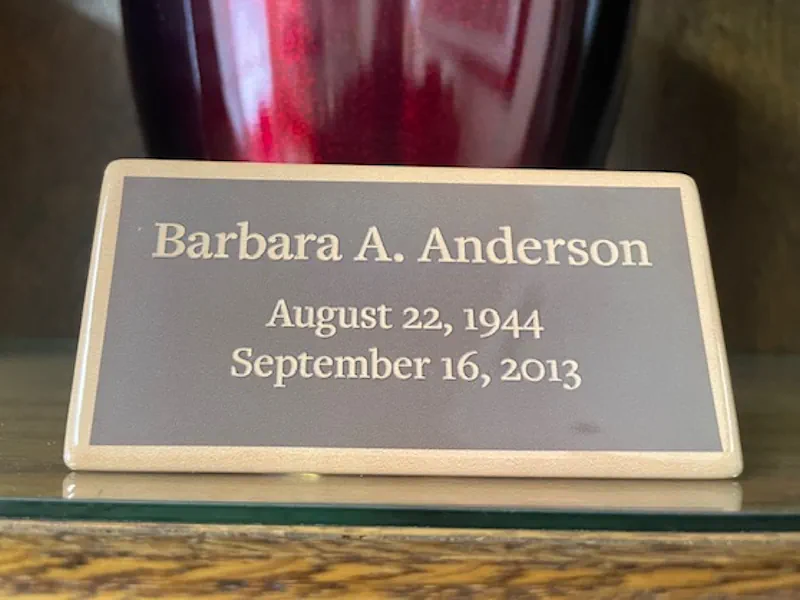 Barbara A. Anderson
August 22, 1944
September 16, 2013